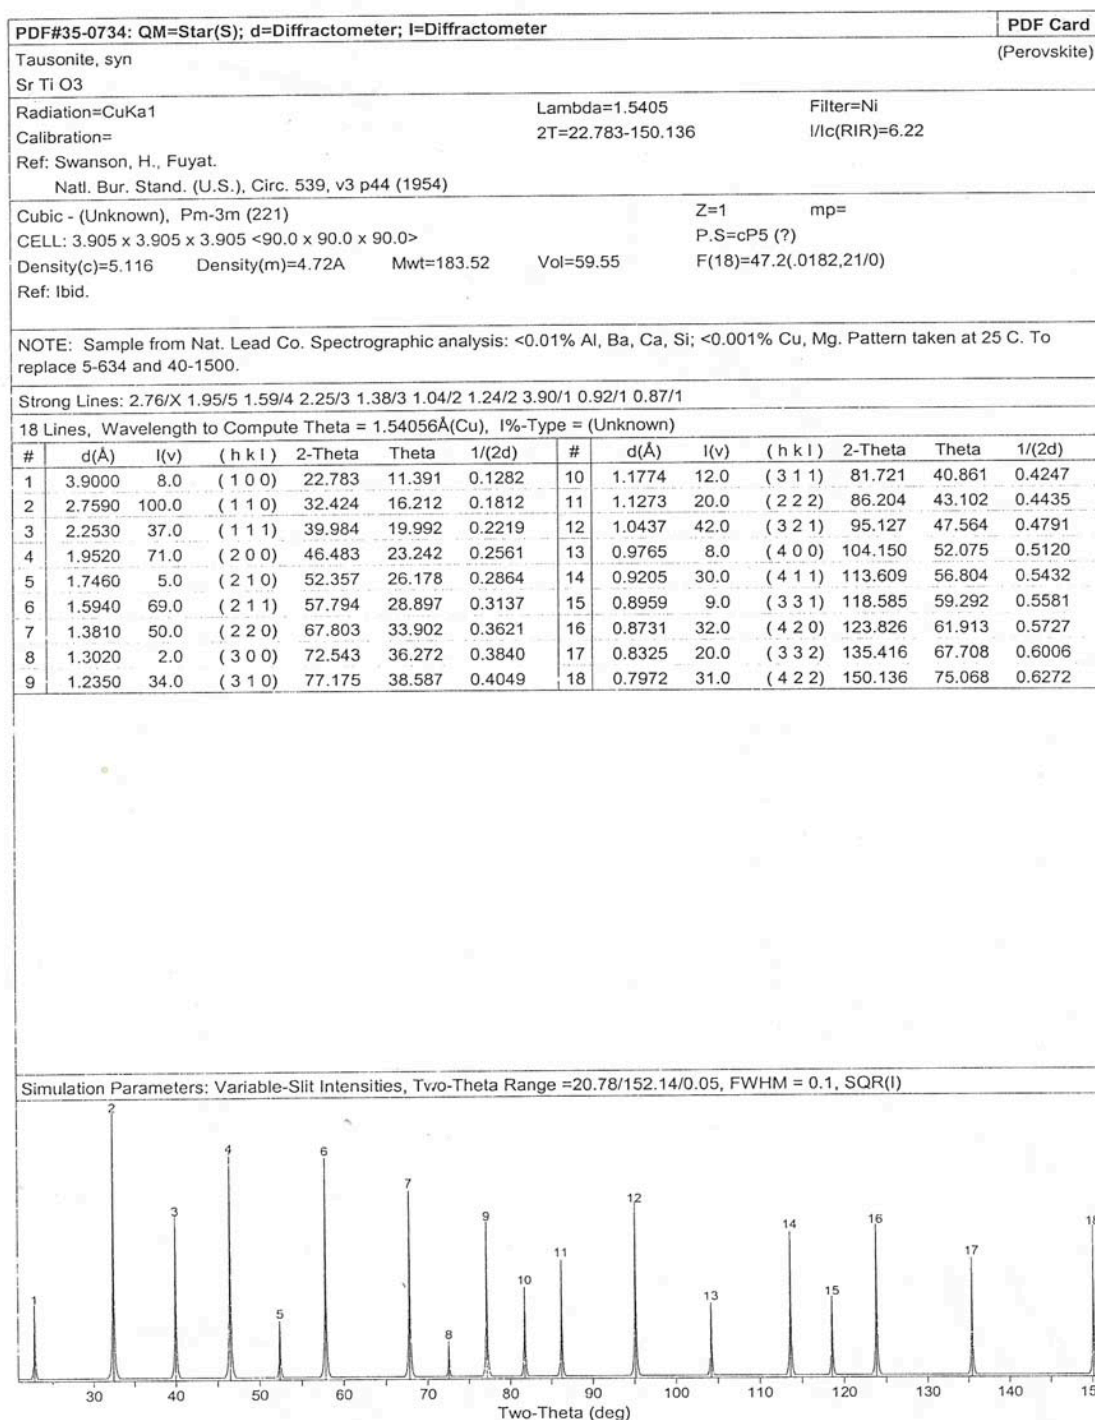 PDF#35-0734: QM=Star(S); d=Diffractometer; I=Diffractometer PDF Card
Tausonite, syn (Perovskite)
Sr Ti O3
Radiation=CuKa1 Lambda=1.5405 Filter=Ni
Calibration= 2T=22.783-150.136 I/Ic(RIR)=6.22
Ref: Swanson, H., Fuyat.
Natl. Bur. Stand. (U.S.), Circ. 539, v3 p44 (1954)
Cubic - (Unknown), Pm-3m (221) Z=1 mp=
CELL: 3.905 x 3.905 x 3.905 <90.0 x 90.0 x 90.0> P.S=cP5 (?)
Density(c)=5.116 Density(m)=4.72A Mwt=183.52 Vol=59.55 F(18)=47.2(.0182,21/0)
Ref: Ibid.
NOTE: Sample from Nat. Lead Co. Spectrographic analysis: <0.01% Al, Ba, Ca, Si; <0.001% Cu, Mg. Pattern taken at 25 C. To
replace 5-634 and 40-1500.
Strong Lines: 2.76/X 1.95/5 1.59/4 2.25/3 1.38/3 1.04/2 1.24/2 3.90/1 0.92/1 0.87/1
18 Lines, Wavelength to Compute Theta = 1.54056Å(Cu), I%-Type = (Unknown)
# d(Å) I(v) (h k l) 2-Theta Theta 1/(2d) # d(Å) I(v) (h k l) 2-Theta Theta 1/(2d)
1 3.9000 8.0 (1 0 0) 22.783 11.391 0.1282 10 1.1774 12.0 (3 1 1) 81.721 40.861 0.4247
2 2.7590 100.0 (1 1 0) 32.424 16.212 0.1812 11 1.1273 20.0 (2 2 2) 86.204 43.102 0.4435
3 2.2530 37.0 (1 1 1) 39.984 19.992 0.2219 12 1.0437 42.0 (3 2 1) 95.127 47.564 0.4791
4 1.9520 71.0 (2 0 0) 46.483 23.242 0.2561 13 0.9765 8.0 (4 0 0) 104.150 52.075 0.5120
5 1.7460 5.0 (2 1 0) 52.357 26.178 0.2864 14 0.9205 30.0 (4 1 1) 113.609 56.804 0.5432
6 1.5940 69.0 (2 1 1) 57.794 28.897 0.3137 15 0.8959 9.0 (3 3 1) 118.585 59.292 0.5581
7 1.3810 50.0 (2 2 0) 67.803 33.902 0.3621 16 0.8731 32.0 (4 2 0) 123.826 61.913 0.5727
8 1.3020 2.0 (3 0 0) 72.543 36.272 0.3840 17 0.8325 20.0 (3 3 2) 135.416 67.708 0.6006
9 1.2350 34.0 (3 1 0) 77.175 38.587 0.4049 18 0.7972 31.0 (4 2 2) 150.136 75.068 0.6272
Simulation Parameters: Variable-Slit Intensities, Two-Theta Range =20.78/152.14/0.05, FWHM = 0.1, SQR(I)
1 2 3 4 5 6 7 8 9 10 11 12 13 14 15 16 17 18
30 40 50 60 70 80 90 100 110 120 130 140 15
Two-Theta (deg)